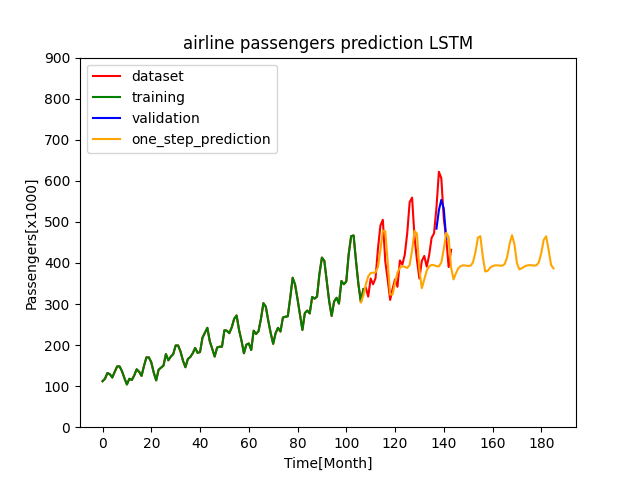 airline passengers prediction LSTM
900
800
700
600
500
400
300
200
100
0
Passengers[x1000]
dataset
training
validation
one_step_prediction
0 20 40 60 80 100 120 140 160 180
Time[Month]